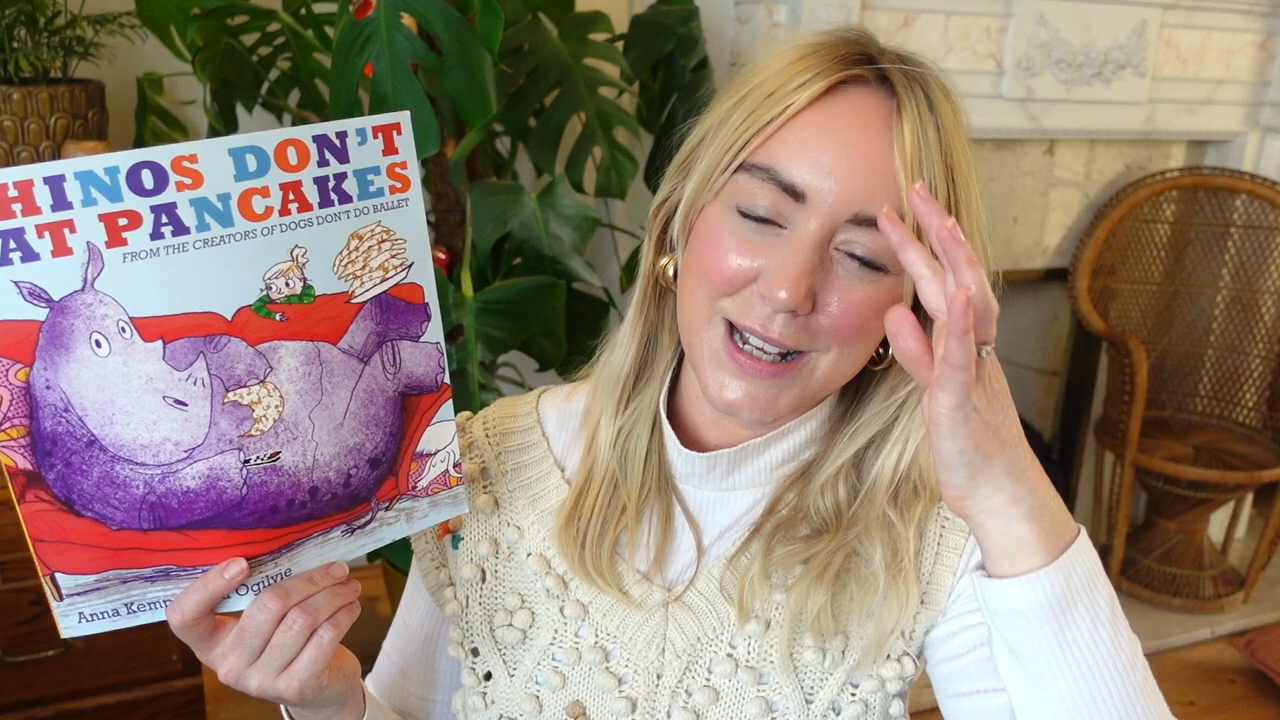 HINOS DON'T
AT PANCAKES
FROM THE CREATORS OF DOGS DON'T DO BALLET
Anna Kemp
Ogilvie